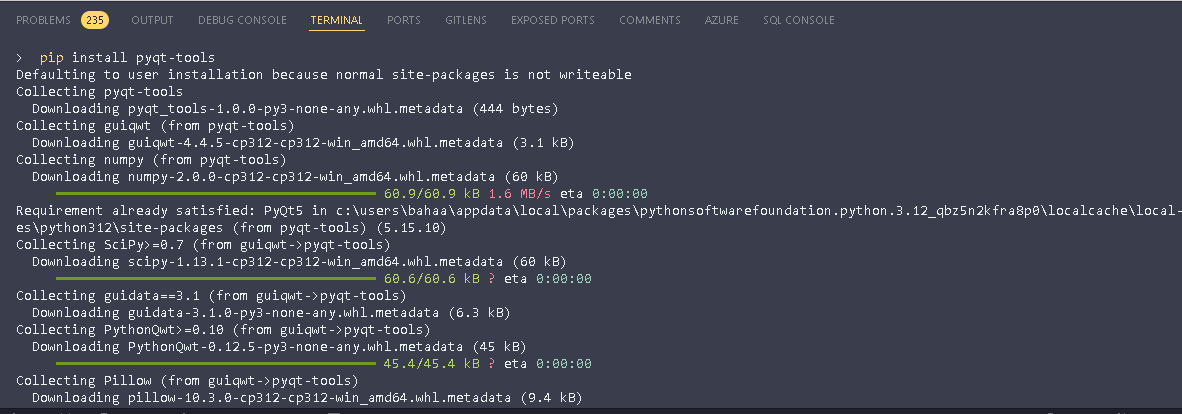 PROBLEMS 235 OUTPUT DEBUG CONSOLE TERMINAL PORTS GITLENS EXPOSED PORTS COMMENTS AZURE SQL CONSOLE
> pip install pyqt-tools
Defaulting to user installation because normal site-packages is not writeable
Collecting pyqt-tools
Downloading pyqt_tools-1.0.0-py3-none-any.whl.metadata (444 bytes)
Collecting guiqwt (from pyqt-tools)
Downloading guiqwt-4.4.5-cp312-cp312-win_amd64.whl.metadata (3.1 kB)
Collecting numpy (from pyqt-tools)
Downloading numpy-2.0.0-cp312-cp312-win_amd64.whl.metadata (60 kB)
60.9/60.9 kB 1.6 MB/s eta 0:00:00
Requirement already satisfied: PyQt5 in c:\users\bahaa\appdata\local\packages\pythonsoftwarefoundation.python.3.12_qbz5n2kfra8p0\localcache\local-
es\python312\site-packages (from pyqt-tools) (5.15.10)
Collecting SciPy>=0.7 (from guiqwt->pyqt-tools)
Downloading scipy-1.13.1-cp312-cp312-win_amd64.whl.metadata (60 kB)
60.6/60.6 kB ? eta 0:00:00
Collecting guidata==3.1 (from guiqwt->pyqt-tools)
Downloading guidata-3.1.0-py3-none-any.whl.metadata (6.3 kB)
Collecting PythonQwt>=0.10 (from guiqwt->pyqt-tools)
Downloading PythonQwt-0.12.5-py3-none-any.whl.metadata (45 kB)
45.4/45.4 kB ? eta 0:00:00
Collecting Pillow (from guiqwt->pyqt-tools)
Downloading pillow-10.3.0-cp312-cp312-win_amd64.whl.metadata (9.4 kB)